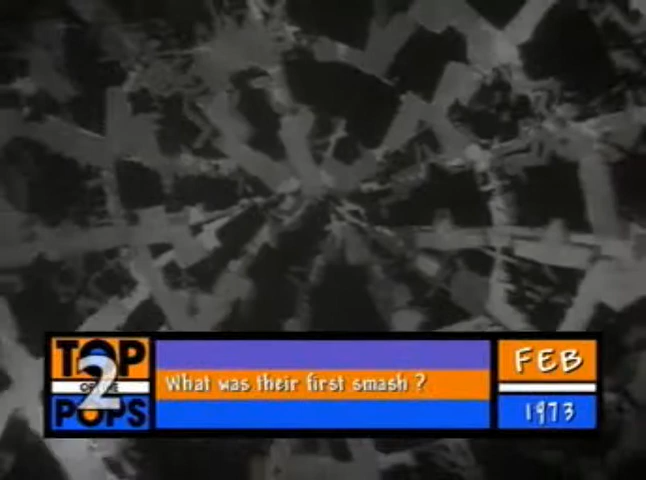 TOP
OF THE
2
POPS
What was their first smash ?
FEB
1973